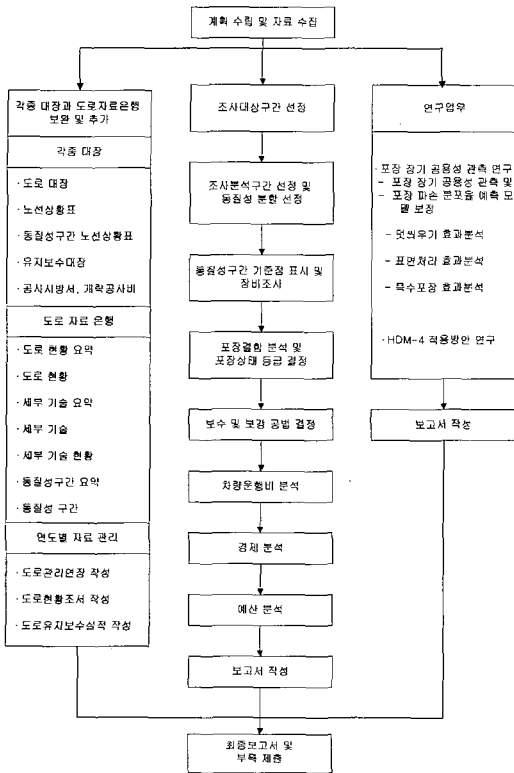 계획 수립 및 자료 수집
각종 대장과 도로자료은행
보완 및 추가
각종 대장
· 도로 대장
· 노선상황표
· 동질성구간 노선상황표
· 유지보수대장
· 공사시방서, 개략공사비
도로 자료 은행
· 도로 현황 요약
· 도로 현황
· 세부 기술 요약
· 세부 기술
· 세부 기술 현황
· 동질성구간 요약
· 동질성 구간
연도별 자료 관리
· 도로관리연장 작성
· 도로현황조서 작성
· 도로유지보수실적 작성
조사대상구간 선정
조사분석구간 선정 및
동질성 분할 선정
동질성구간 기준점 표시 및
장비조사
포장결함 분석 및
포장상태 등급 결정
보수 및 보강 공법 결정
차량운행비 분석
경제 분석
예산 분석
보고서 작성
연구업무
· 포장 장기 공용성 관측 연구
- 포장 장기 공용성 관측 및
- 포장 파손 분포율 예측 모
델 보정
- 덧씌우기 효과분석
- 표면처리 효과분석
- 특수포장 효과분석
· HDM-4 적용방안 연구
보고서 작성
최종보고서 및
부록 제출